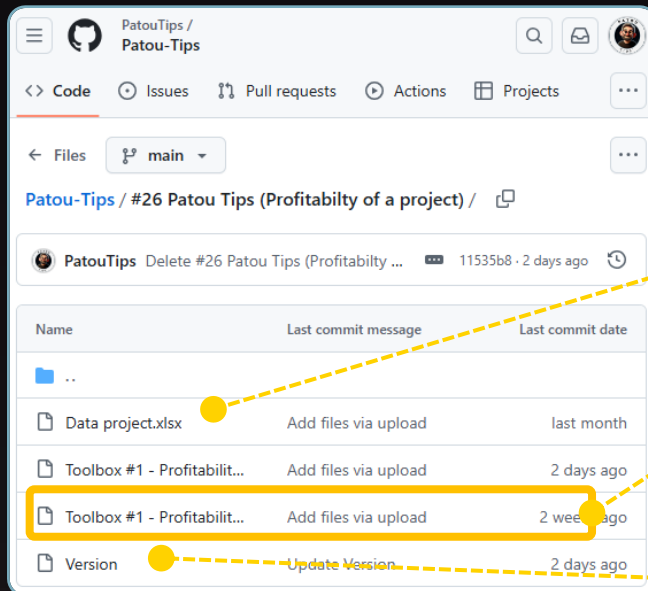 PatouTips /
Patou-Tips
<> Code Issues Pull requests Actions Projects ...
← Files main
...
Patou-Tips / #26 Patou Tips (Profitabilty of a project) /
PatouTips Delete #26 Patou Tips (Profitabilty ... 11535b8 · 2 days ago
Name Last commit message Last commit date
..
Data project.xlsx Add files via upload last month
Toolbox #1 - Profitabilit... Add files via upload 2 days ago
Toolbox #1 - Profitabilit... Add files via upload 2 weeks ago
Version Update Version 2 days ago